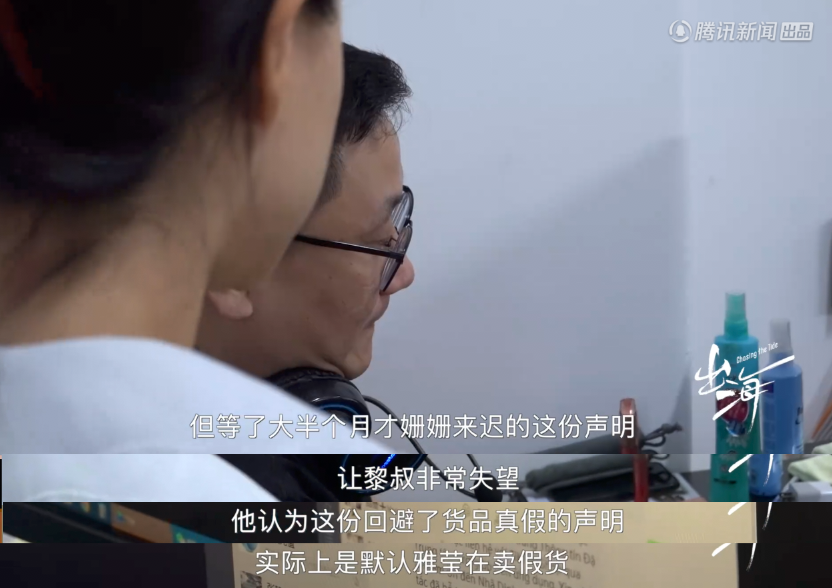 腾讯新闻 出品
出海
Chasing the Tide
但等了大半个月才姗姗来迟的这份声明
让黎叔非常失望
他认为这份回避了货品真假的声明
实际上是默认雅莹在卖假货